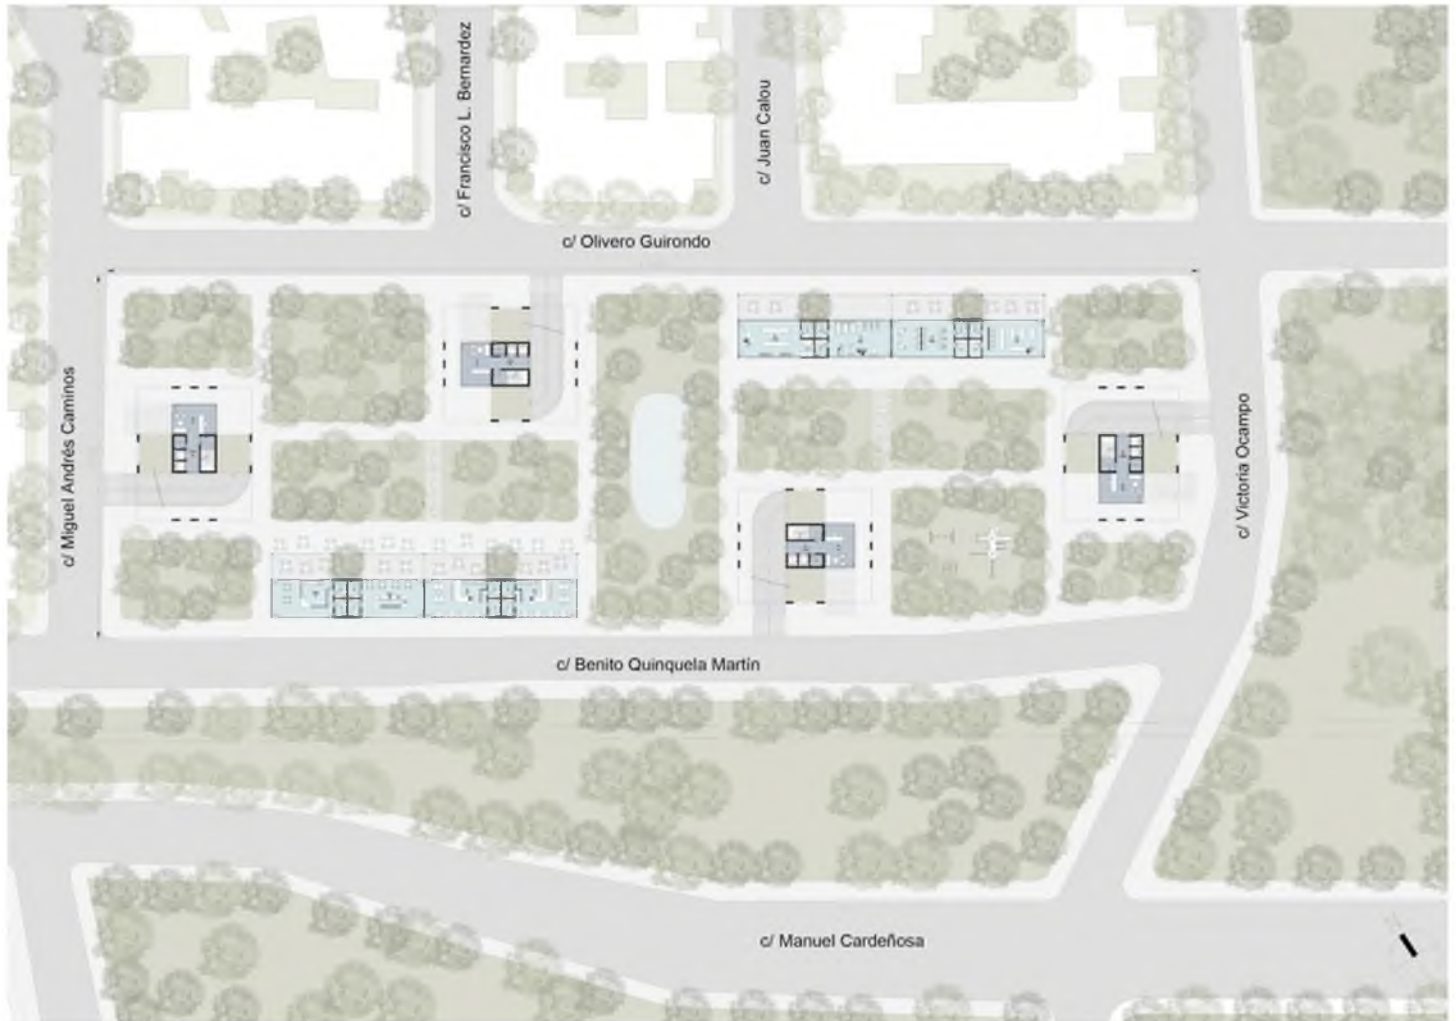 c/ Francisco L. Bernardez
c/ Juan Calou
c/ Olivero Guirondo
c/ Miguel Andrés Caminos
c/ Victoria Ocampo
c/ Benito Quinquela Martín
c/ Manuel Cardeñosa